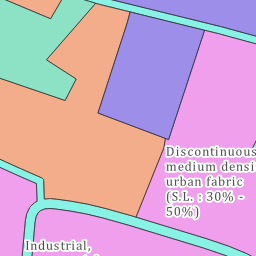 Discontinuous
medium densi
urban fabric
(S.L. : 30% -
50%)
Industrial,